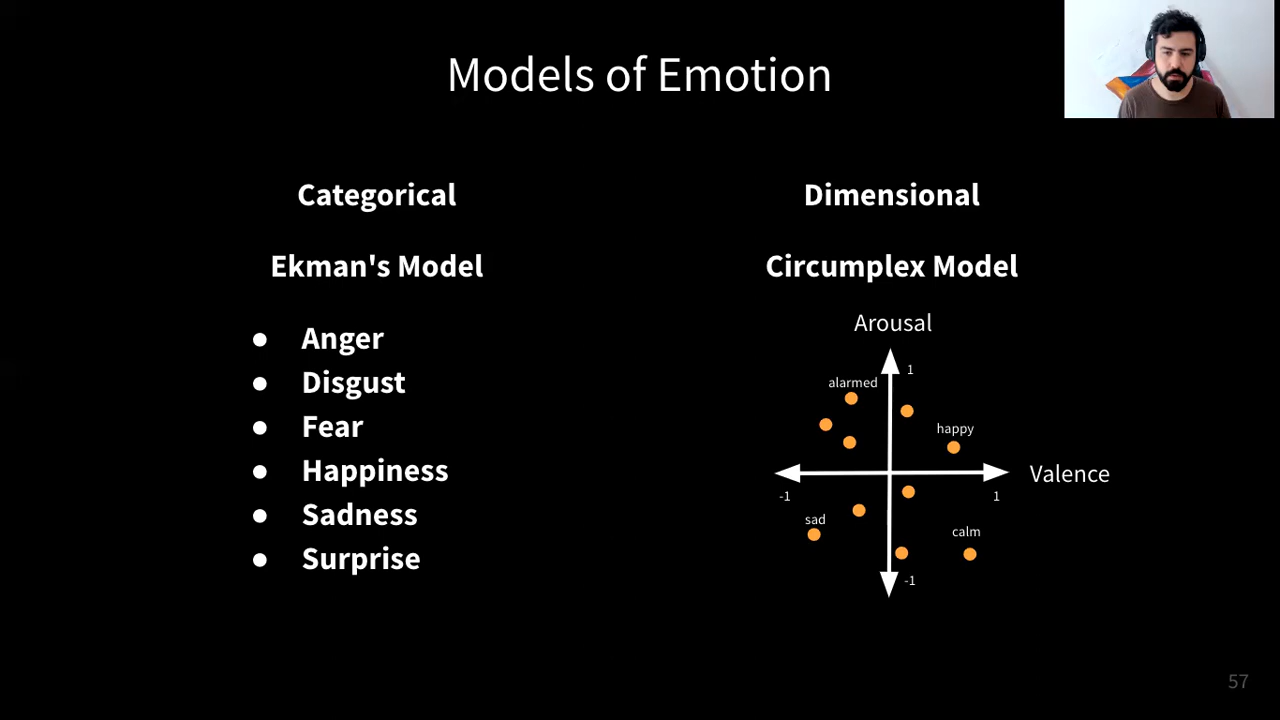 Models of Emotion
Categorical
Ekman's Model
● Anger
● Disgust
● Fear
● Happiness
● Sadness
● Surprise
Dimensional
Circumplex Model
Arousal
1
alarmed
happy
Valence
-1
1
sad
calm
-1
57